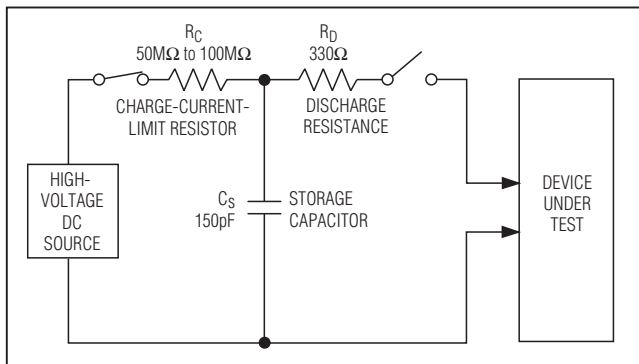 R_C
50MΩ to 100MΩ
CHARGE-CURRENT-
LIMIT RESISTOR
R_D
330Ω
DISCHARGE
RESISTANCE
HIGH-
VOLTAGE
DC
SOURCE
C_S
150pF
STORAGE
CAPACITOR
DEVICE
UNDER
TEST